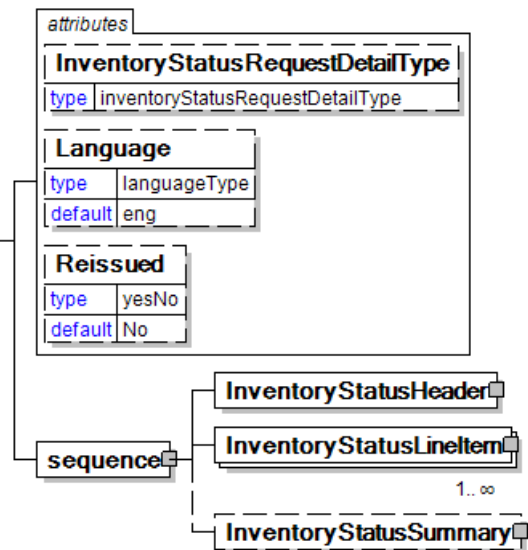 attributes
InventoryStatusRequestDetailType
type inventoryStatusRequestDetailType
Language
type languageType
default eng
Reissued
type yesNo
default No
InventoryStatusHeader
sequence
InventoryStatusLineItem
1..∞
InventoryStatusSummary